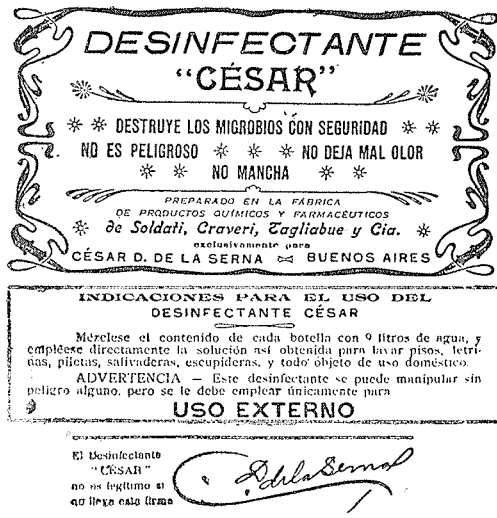 DESINFECTANTE
"CÉSAR"
DESTRUYE LOS MICROBIOS CON SEGURIDAD
NO ES PELIGROSO NO DEJA MAL OLOR
NO MANCHA
PREPARADO EN LA FÁBRICA
DE PRODUCTOS QUÍMICOS Y FARMACÉUTICOS
de Soldati, Craveri, Tagliabue y Cia.
exclusivamente para
CÉSAR D. DE LA SERNA BUENOS AIRES
INDICACIONES PARA EL USO DEL
DESINFECTANTE CÉSAR
Mézclese el contenido de cada botella con 9 litros de agua, y
empléese directamente la solución así obtenida para lavar pisos, letri-
nas, piletas, salivaderas, escupideras, y todo objeto de uso doméstico.
ADVERTENCIA — Este desinfectante se puede manipular sin
peligro alguno, pero se le debe emplear únicamente para
USO EXTERNO
El Desinfectante
"CÉSAR"
no es legítimo si
no lleva esta firma
D. de la Serna